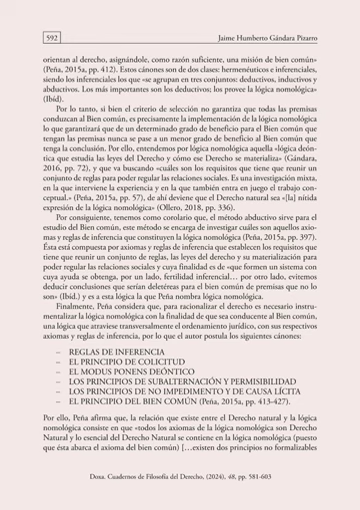 592
Jaime Humberto Gándara Pizarro
orientan al derecho, asignándole, como razón suficiente, una misión de bien común»
(Peña, 2015a, pp. 412). Estos cánones son de dos clases: hermenéuticos e inferenciales,
siendo los inferenciales los que «se agrupan en tres conjuntos: deductivos, inductivos y
abductivos. Los más importantes son los deductivos; los provee la lógica nomológica»
(Ibíd).
Por lo tanto, si bien el criterio de selección no garantiza que todas las premisas
conduzcan al Bien común, es precisamente la implementación de la lógica nomológica
lo que garantizará que de un determinado grado de beneficio para el Bien común que
tengan las premisas nunca se pase a un menor grado de beneficio al Bien común que
tenga la conclusión. Por ello, entendemos por lógica nomológica aquella «lógica deón-
tica que estudia las leyes del Derecho y cómo ese Derecho se materializa» (Gándara,
2016, pp. 72), y que va buscando «cuáles son los requisitos que tiene que reunir un
conjunto de reglas para poder regular las relaciones sociales. Es una investigación mixta,
en la que interviene la experiencia y en la que también entra en juego el trabajo con-
ceptual.» (Peña, 2015a, pp. 57), de ahí deviene que el Derecho natural sea «[la] nítida
expresión de la lógica nomológica» (Ollero, 2018, pp. 336).
Por consiguiente, tenemos como corolario que, el método abductivo sirve para el
estudio del Bien común, este método se encarga de investigar cuáles son aquellos axio-
mas y reglas de inferencia que constituyen la lógica nomológica (Peña, 2015a, pp. 397).
Ésta está compuesta por axiomas y reglas de inferencia que establecen los requisitos que
tiene que reunir un conjunto de reglas, las leyes del derecho y su materialización para
poder regular las relaciones sociales y cuya finalidad es de «que formen un sistema con
cuya ayuda se obtenga, por un lado, fertilidad inferencial… por otro lado, evitemos
deducir conclusiones que serían deletéreas para el bien común de premisas que no lo
son» (Ibíd.) y es a esta lógica la que Peña nombra lógica nomológica.
Finalmente, Peña considera que, para racionalizar el derecho es necesario instru-
mentalizar la lógica nomológica con la finalidad de que sea conducente al Bien común,
una lógica que atraviese transversalmente el ordenamiento jurídico, con sus respectivos
axiomas y reglas de inferencia, por lo que el autor postula los siguientes cánones:
– REGLAS DE INFERENCIA
– EL PRINCIPIO DE COLICITUD
– EL MODUS PONENS DEÓNTICO
– LOS PRINCIPIOS DE SUBALTERNACIÓN Y PERMISIBILIDAD
– LOS PRINCIPIOS DE NO IMPEDIMENTO Y DE CAUSA LÍCITA
– EL PRINCIPIO DEL BIEN COMÚN (Peña, 2015a, pp. 413-427).
Por ello, Peña afirma que, la relación que existe entre el Derecho natural y la lógica
nomológica consiste en que «todos los axiomas de la lógica nomológica son Derecho
Natural y lo esencial del Derecho Natural se contiene en la lógica nomológica (puesto
que ésta abarca el axioma del bien común) […existen dos principios no formalizables
Doxa. Cuadernos de Filosofía del Derecho, (2024), 48, pp. 581-603